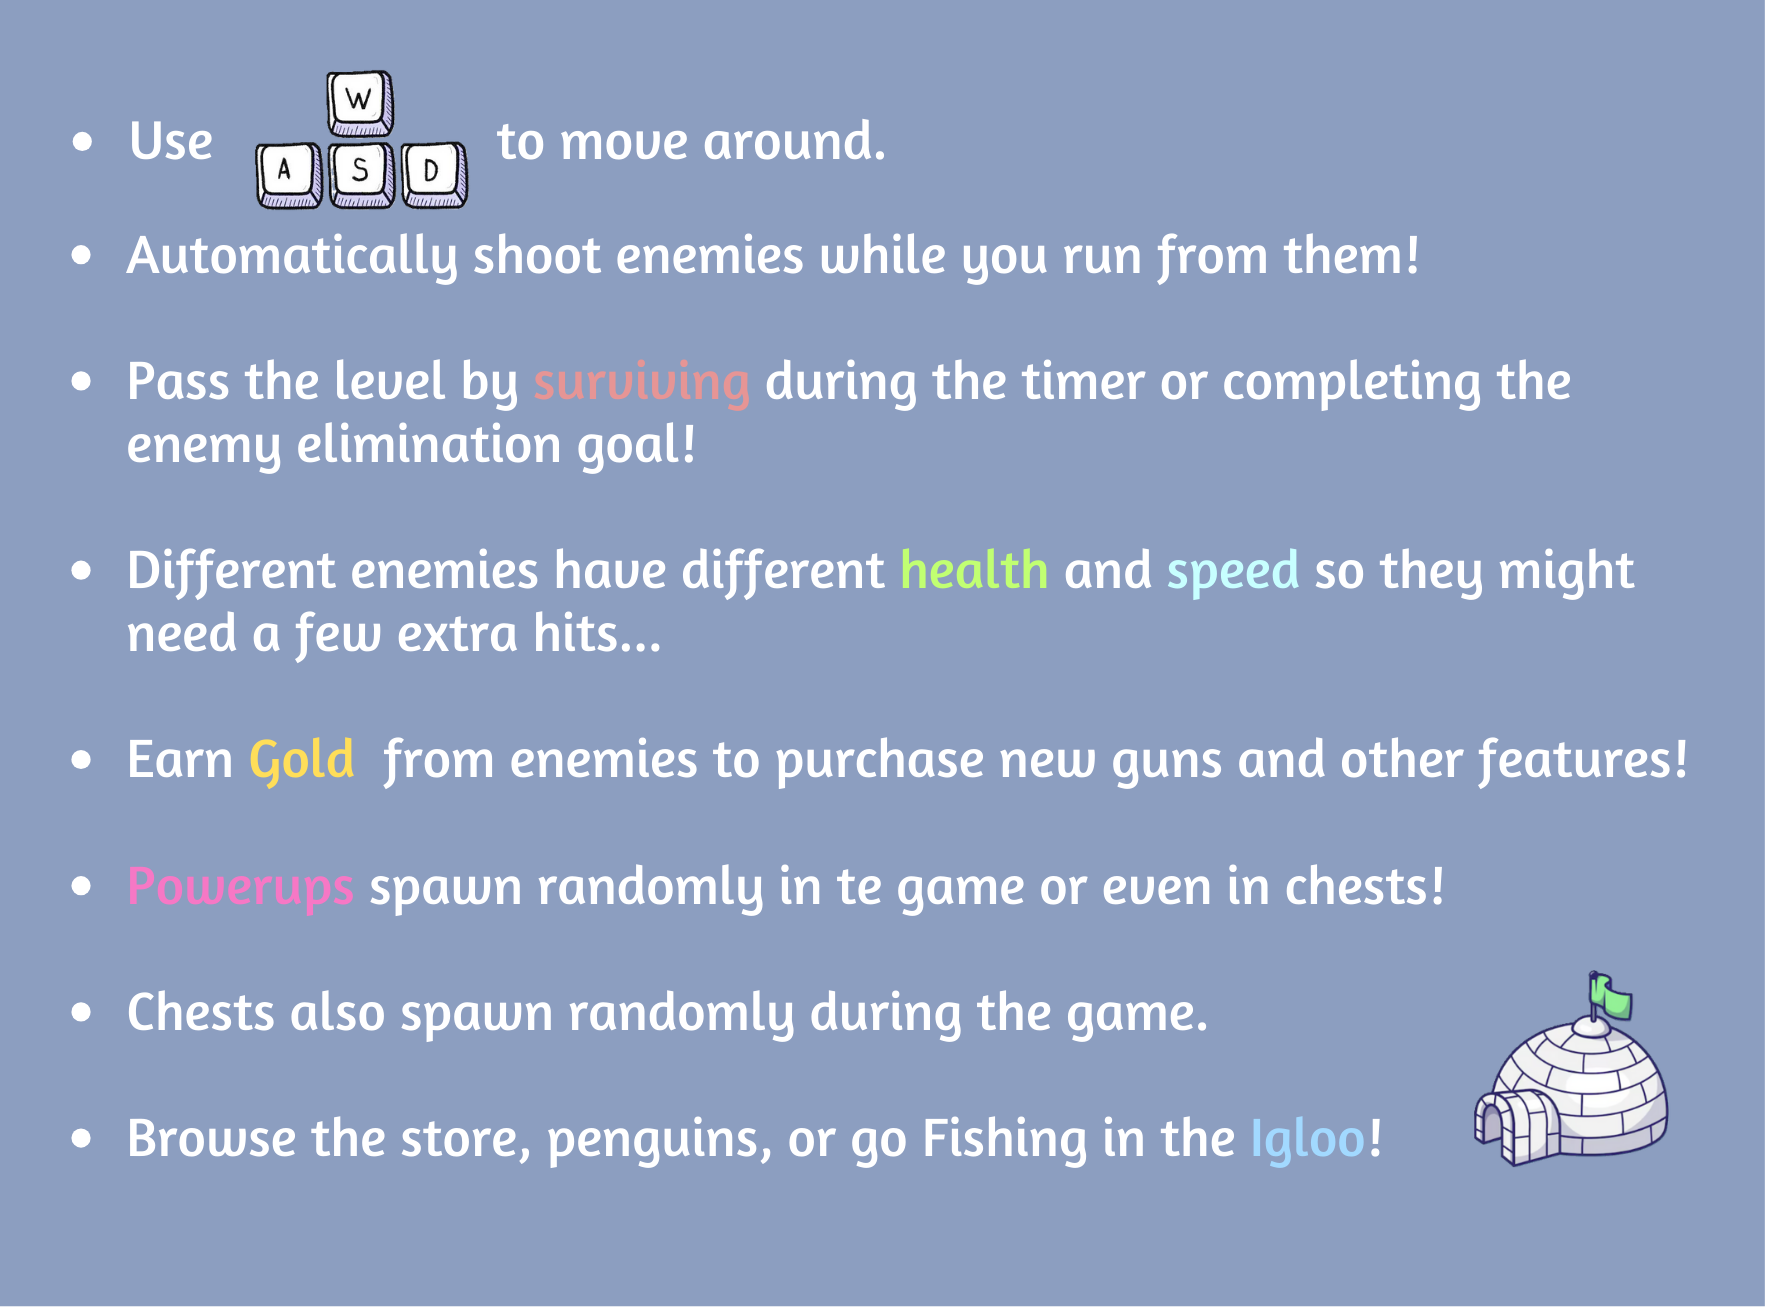 • Use W A S D to move around.
• Automatically shoot enemies while you run from them!
• Pass the level by surviving during the timer or completing the
enemy elimination goal!
• Different enemies have different health and speed so they might
need a few extra hits...
• Earn Gold from enemies to purchase new guns and other features!
• Powerups spawn randomly in te game or even in chests!
• Chests also spawn randomly during the game.
• Browse the store, penguins, or go Fishing in the Igloo!